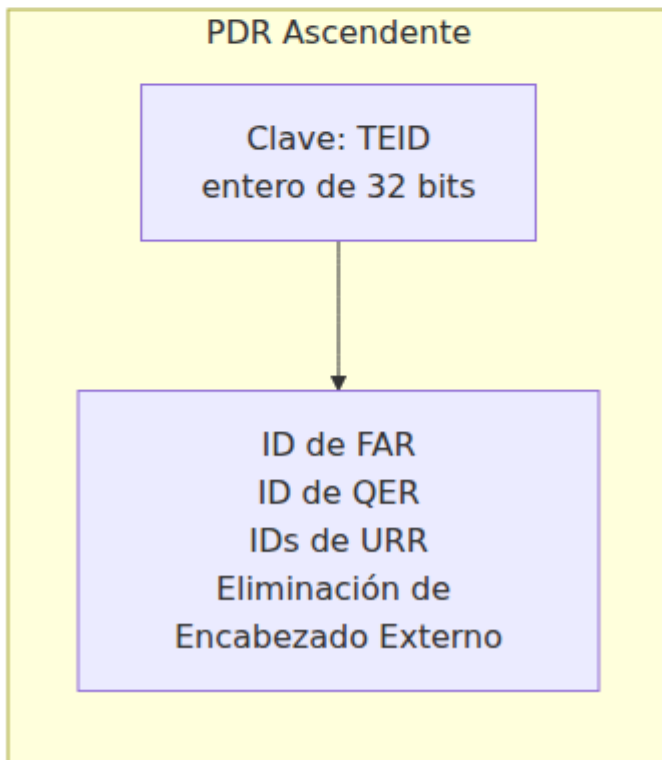 PDR Ascendente
Clave: TEID
entero de 32 bits
ID de FAR
ID de QER
IDs de URR
Eliminación de
Encabezado Externo